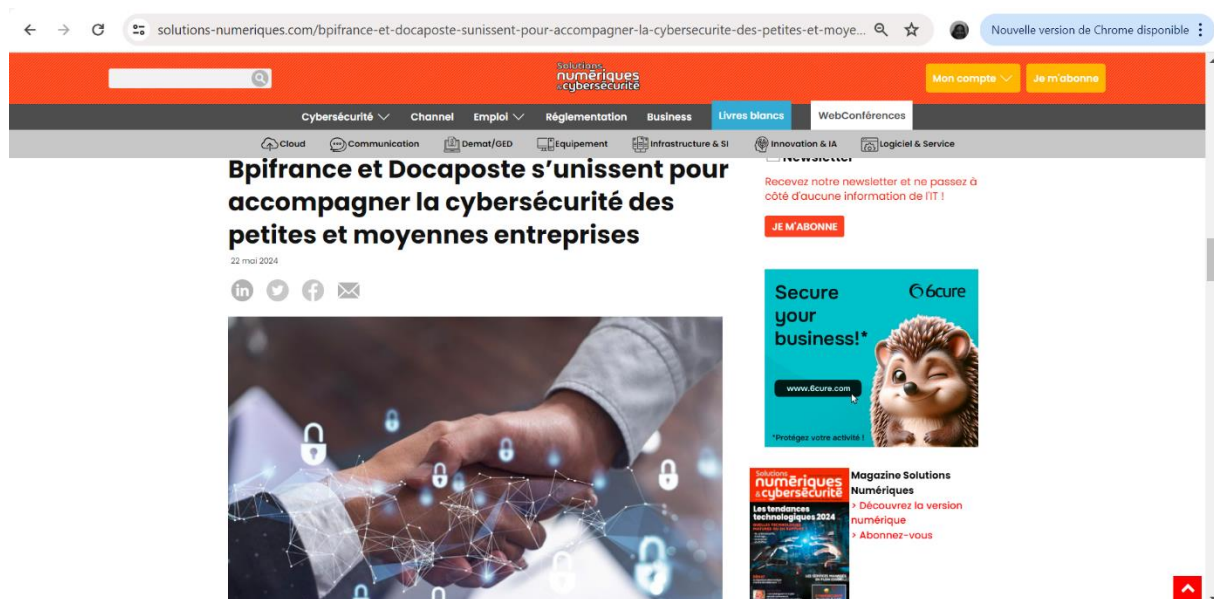 solutions-numeriques.com/bpifrance-et-docaposte-sunissent-pour-accompagner-la-cybersecurite-des-petites-et-moye...
Nouvelle version de Chrome disponible
Solutions
numériques
&cybersécurité
Mon compte
Je m'abonne
Cybersécurité Channel Emploi Réglementation Business Livres blancs WebConférences
Cloud Communication Demat/GED Equipement Infrastructure & SI Innovation & IA Logiciel & Service
Bpifrance et Docaposte s'unissent pour
accompagner la cybersécurité des
petites et moyennes entreprises
22 mai 2024
in
Newsletter
Recevez notre newsletter et ne passez à
côté d'aucune information de l'IT !
JE M'ABONNE
Secure
your
business!*
6cure
www.6cure.com
*Protégez votre activité !
Solutions
numériques
&cybersécurité
Les tendances
technologiques 2024
Magazine Solutions
Numériques
> Découvrez la version
numérique
> Abonnez-vous